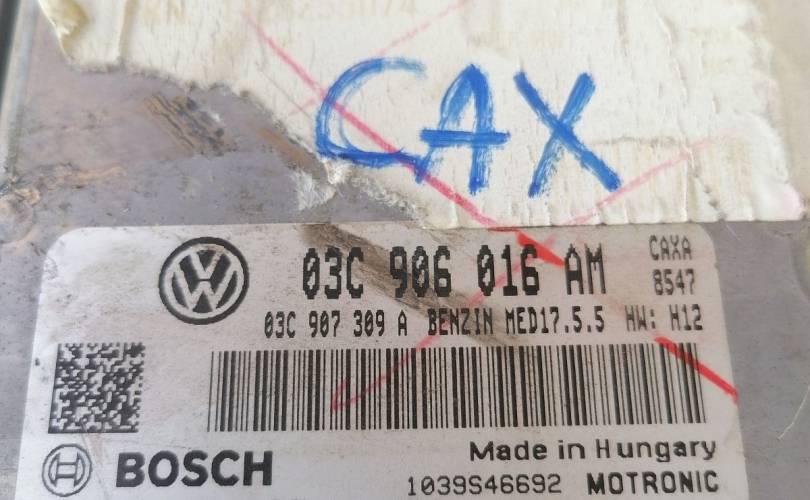 CAX
03C 906 016 AM CAXA
8547
03C 907 309 A BENZIN MED17.5.5 HW: H12
BOSCH Made in Hungary
1039S46692 MOTRONIC